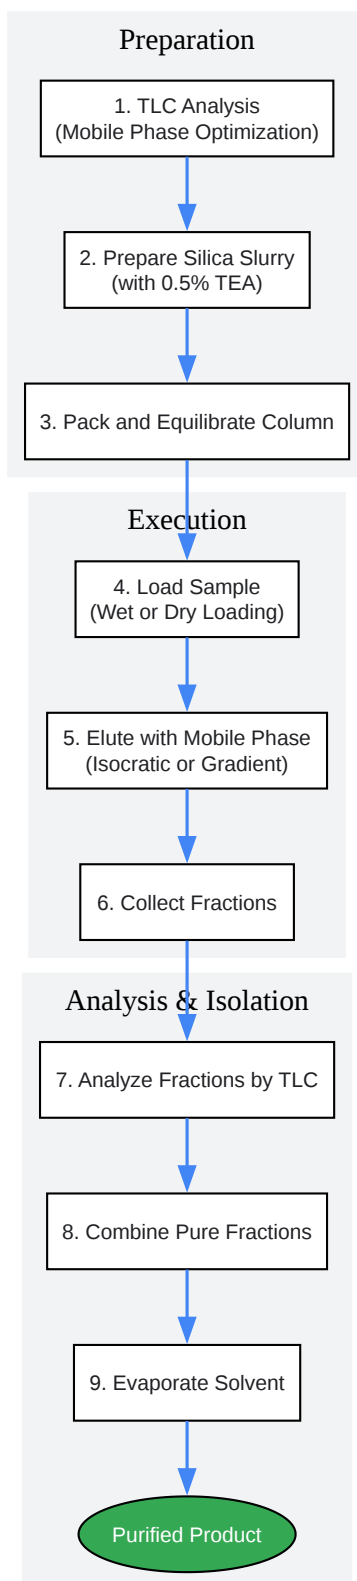 Preparation
1. TLC Analysis
(Mobile Phase Optimization)
2. Prepare Silica Slurry
(with 0.5% TEA)
3. Pack and Equilibrate Column
Execution
4. Load Sample
(Wet or Dry Loading)
5. Elute with Mobile Phase
(Isocratic or Gradient)
6. Collect Fractions
Analysis & Isolation
7. Analyze Fractions by TLC
8. Combine Pure Fractions
9. Evaporate Solvent
Purified Product